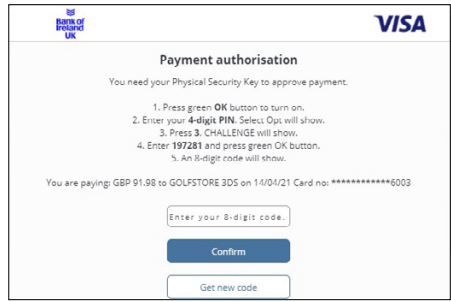 Bank of
Ireland
UK
VISA
Payment authorisation
You need your Physical Security Key to approve payment.
1. Press green OK button to turn on.
2. Enter your 4-digit PIN. Select Opt will show.
3. Press 3. CHALLENGE will show.
4. Enter 197281 and press green OK button.
5. An 8-digit code will show.
You are paying: GBP 91.98 to GOLFSTORE 3DS on 14/04/21 Card no: ************6003
Enter your 8-digit code.
Confirm
Get new code